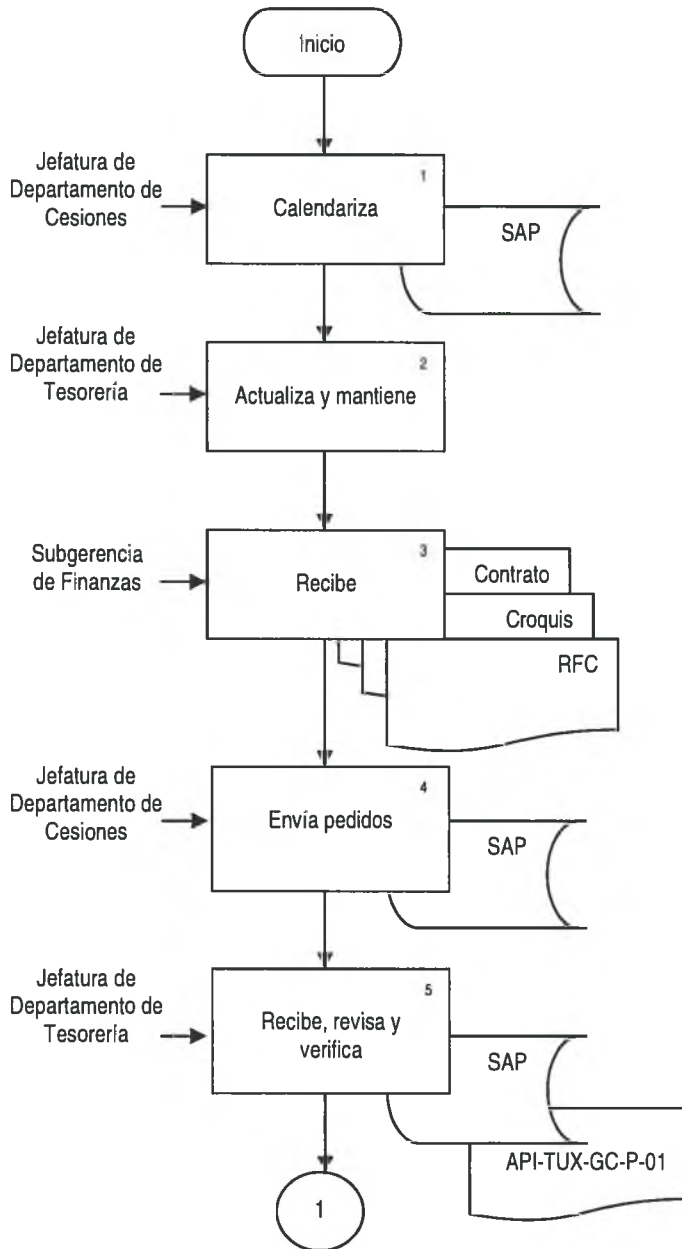 Inicio
Jefatura de
Departamento de
Cesiones
1
Calendariza
SAP
Jefatura de
Departamento de
Tesorería
2
Actualiza y mantiene
Subgerencia
de Finanzas
3
Recibe
Contrato
Croquis
RFC
Jefatura de
Departamento de
Cesiones
4
Envía pedidos
SAP
Jefatura de
Departamento de
Tesorería
5
Recibe, revisa y
verifica
SAP
API-TUX-GC-P-01
1